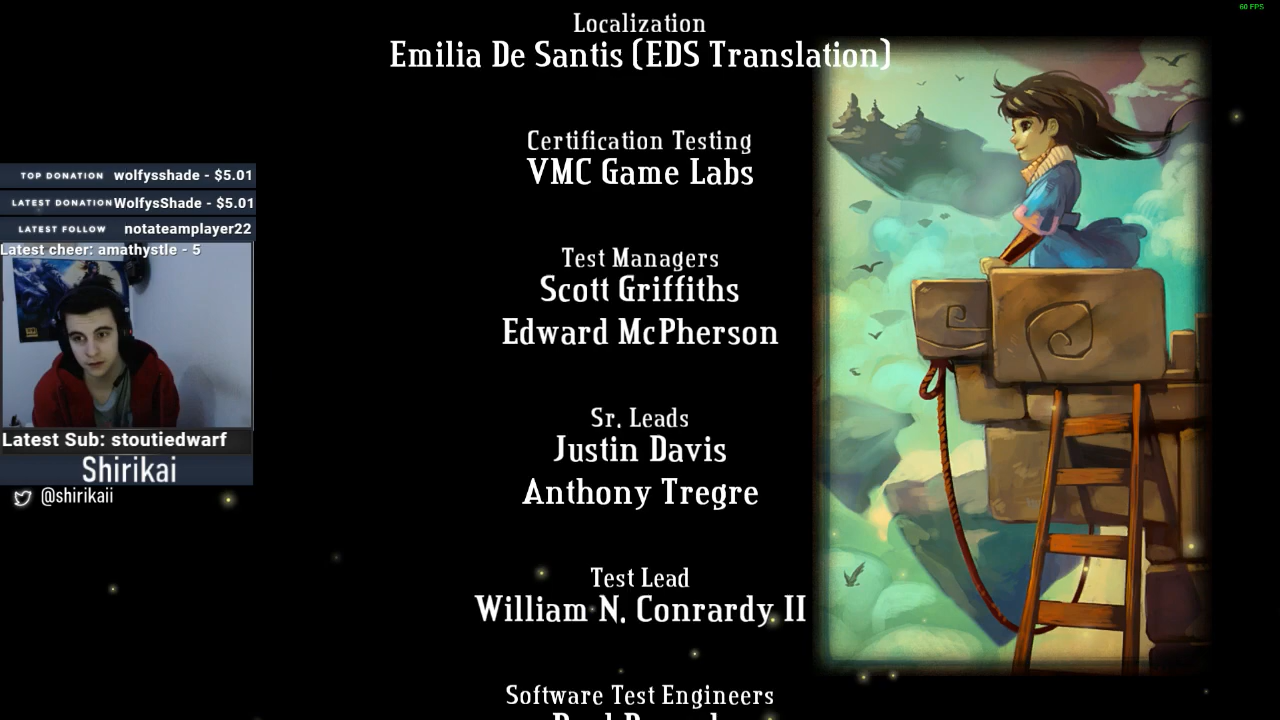 60 FPS
Localization
Emilia De Santis (EDS Translation)
Certification Testing
VMC Game Labs
Test Managers
Scott Griffiths
Edward McPherson
Sr. Leads
Justin Davis
Anthony Tregre
Test Lead
William N. Conrardy II
Software Test Engineers
TOP DONATION wolfysshade - $5.01
LATEST DONATION WolfysShade - $5.01
LATEST FOLLOW notateamplayer22
Latest cheer: amathystle - 5
Latest Sub: stoutiedwarf
Shirikai
@shirikaii